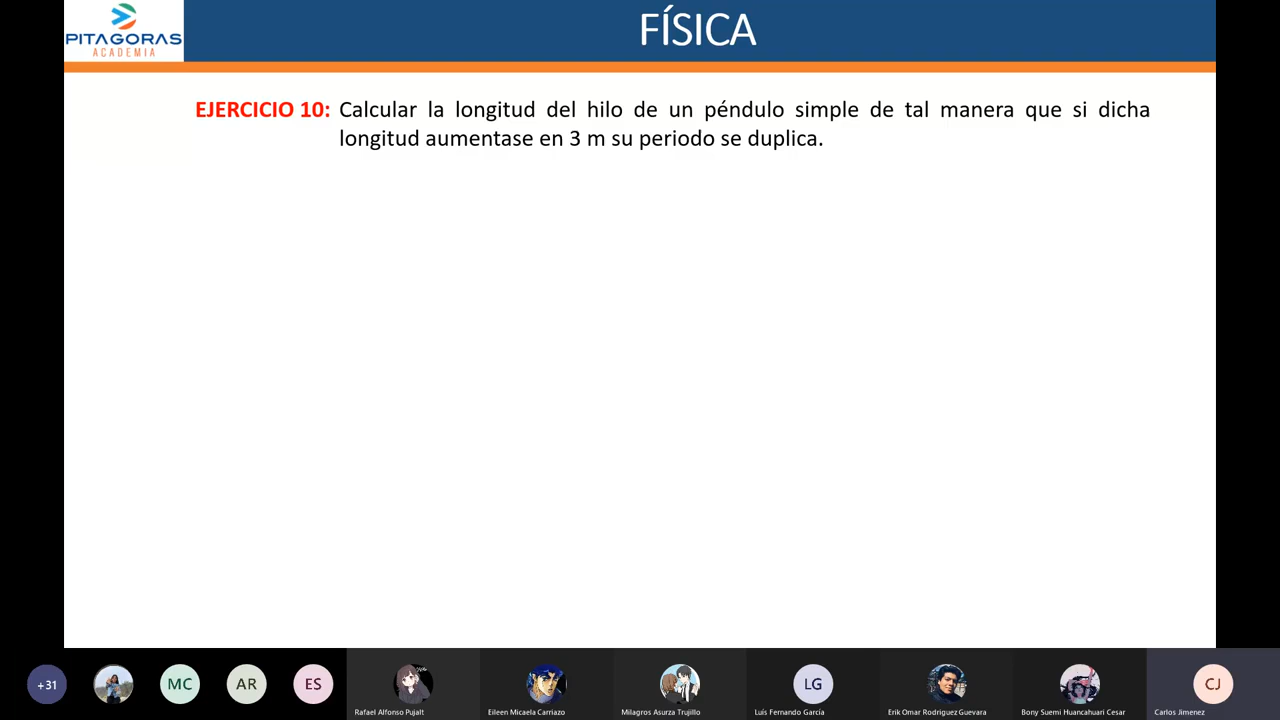 PITAGORAS
ACADEMIA
FÍSICA
EJERCICIO 10: Calcular la longitud del hilo de un péndulo simple de tal manera que si dicha
longitud aumentase en 3 m su periodo se duplica.
+31
MC
AR
ES
LG
CJ
Rafael Alfonso Pujalt
Eileen Micaela Carriazo
Milagros Asurza Trujillo
Luis Fernando García
Erik Omar Rodriguez Guevara
Bony Suemi Huancahuari Cesar
Carlos Jimenez